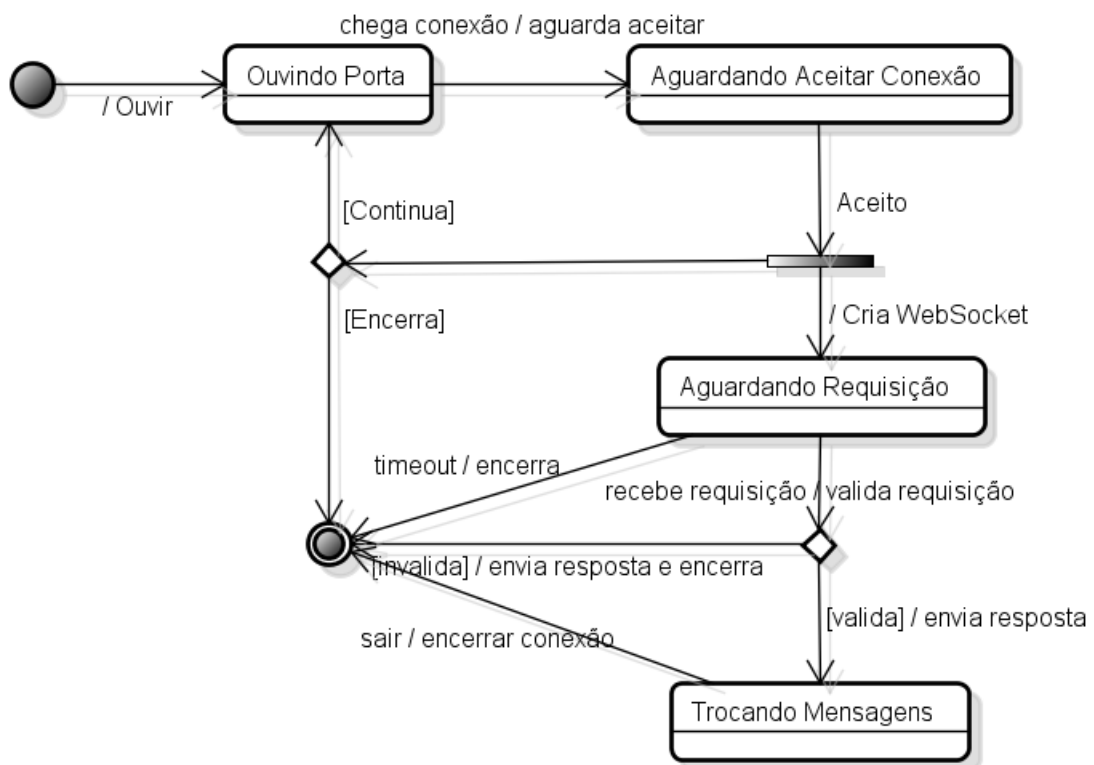 chega conexão / aguarda aceitar
Ouvindo Porta
Aguardando Aceitar Conexão
/ Ouvir
Aceito
[Continua]
/ Cria WebSocket
[Encerra]
Aguardando Requisição
timeout / encerra
recebe requisição / valida requisição
[invalida] / envia resposta e encerra
[valida] / envia resposta
sair / encerrar conexão
Trocando Mensagens